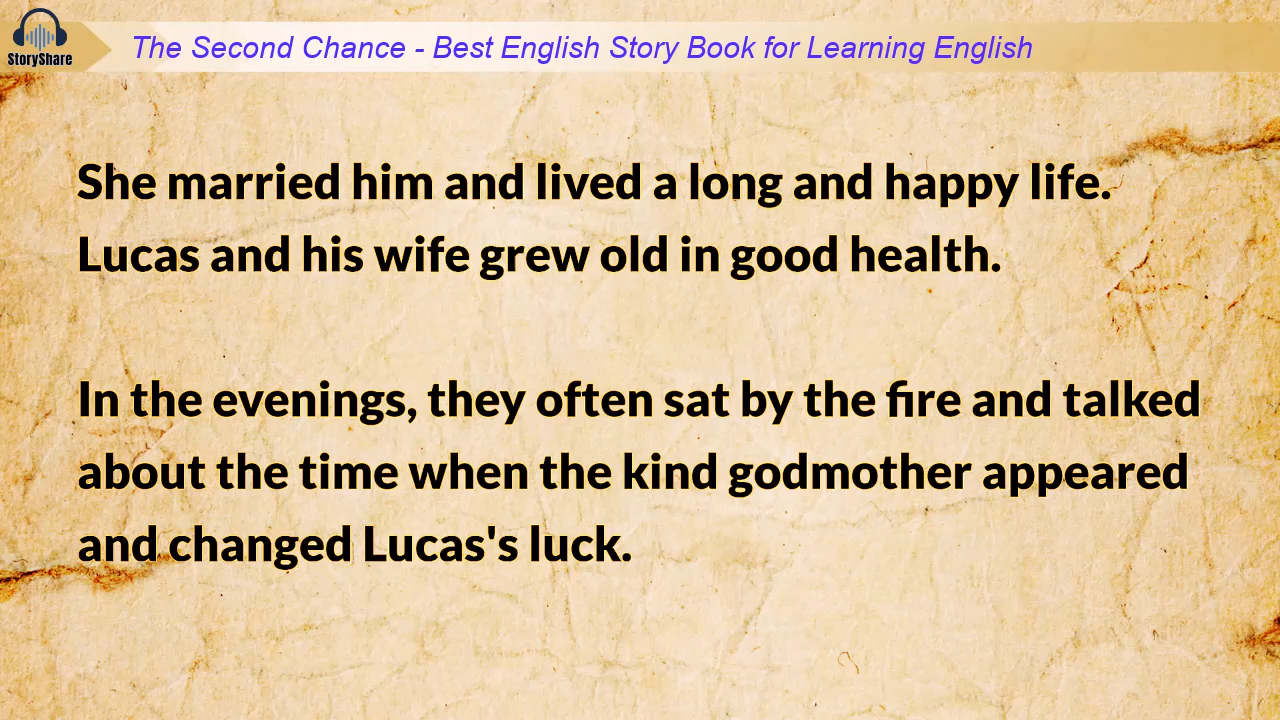 StoryShare
The Second Chance - Best English Story Book for Learning English
She married him and lived a long and happy life.
Lucas and his wife grew old in good health.
In the evenings, they often sat by the fire and talked
about the time when the kind godmother appeared
and changed Lucas's luck.